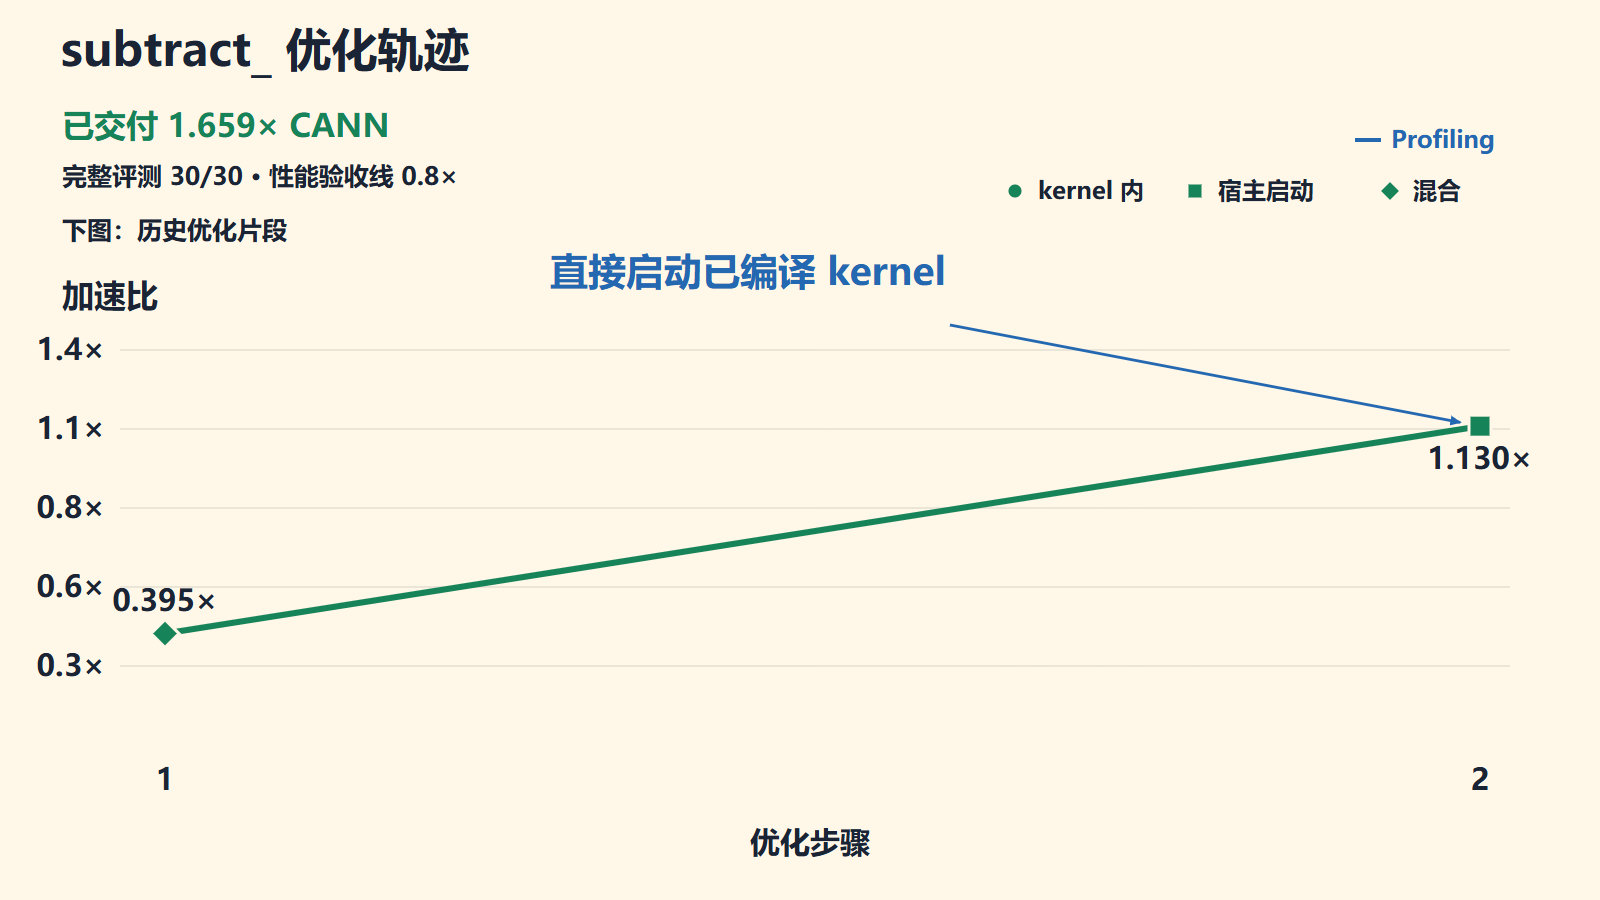 subtract_ 优化轨迹
已交付 1.659× CANN
完整评测 30/30 · 性能验收线 0.8×
下图：历史优化片段
Profiling
kernel 内 宿主启动 混合
直接启动已编译 kernel
加速比
1.4×
1.1×
1.130×
0.8×
0.6×
0.395×
0.3×
1 2
优化步骤